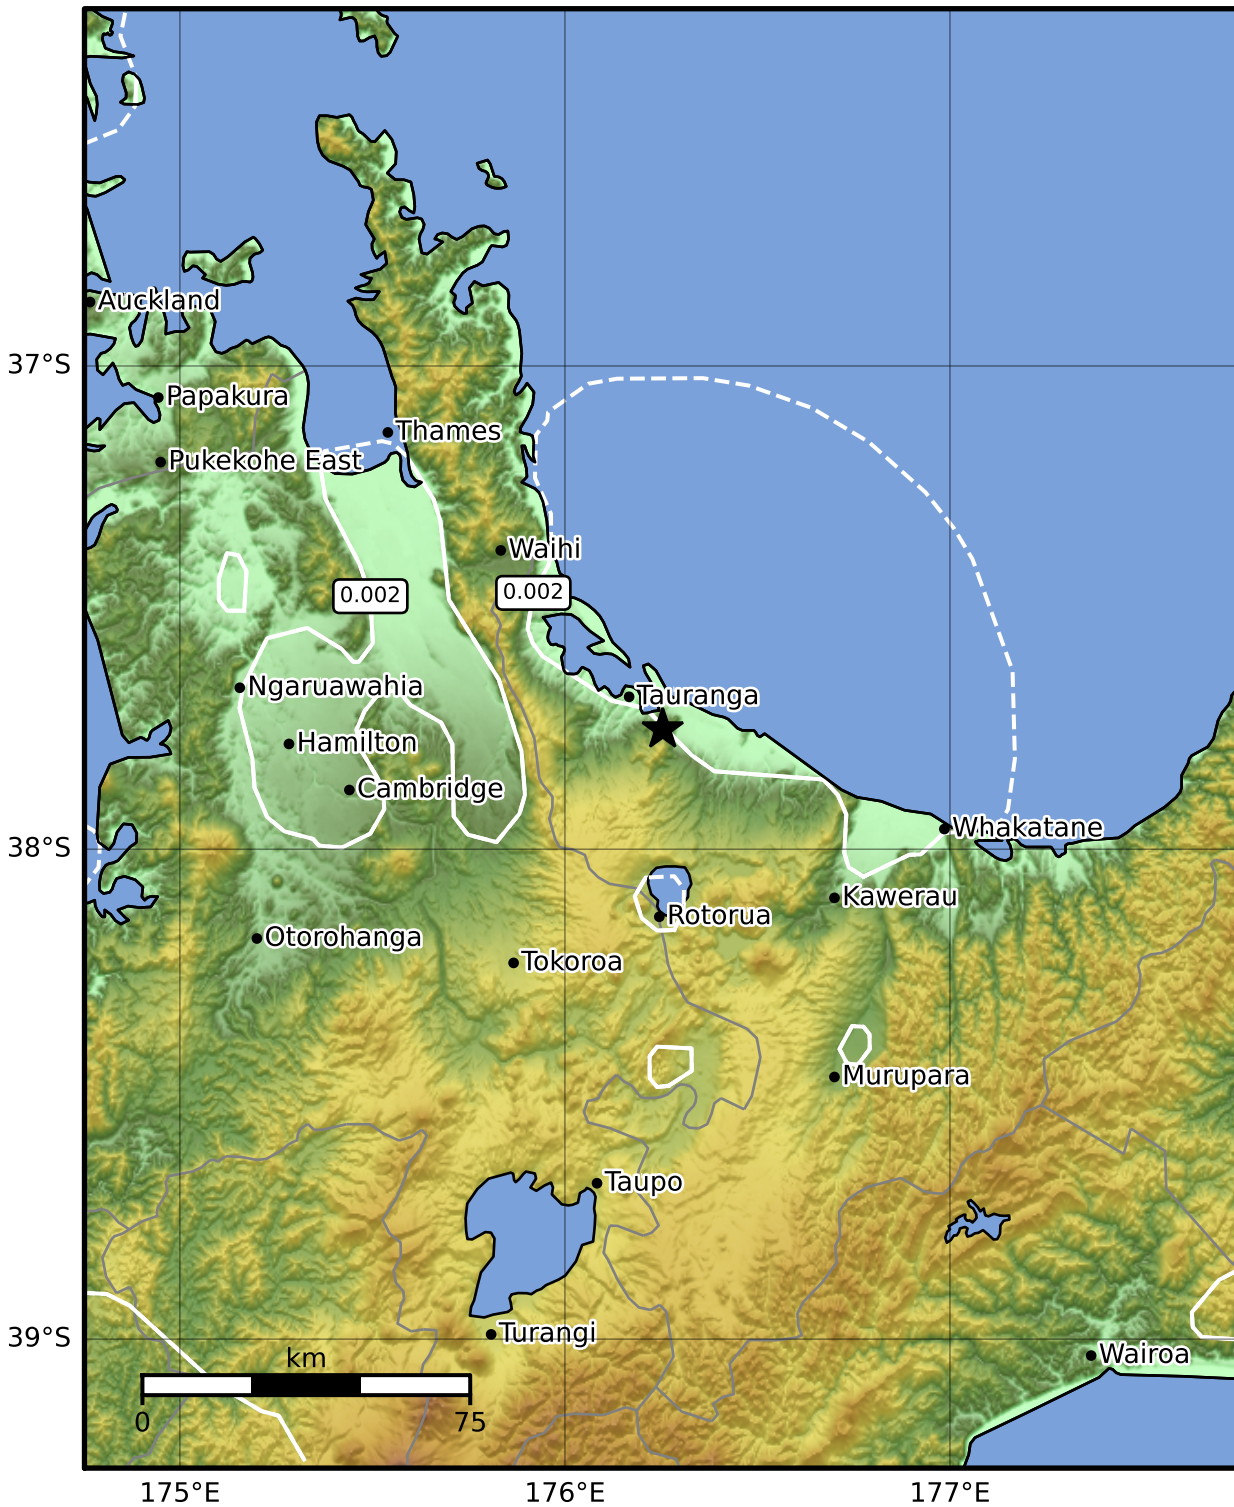 Auckland
37°S
Papakura
Thames
Pukekohe East
Waihi
0.002
0.002
Ngaruawahia
Tauranga
Hamilton
Cambridge
Whakatane
38°S
Kawerau
Rotorua
Otorohanga
Tokoroa
Murupara
Taupo
Turangi
39°S
Wairoa
km
0
75
175°E
176°E
177°E